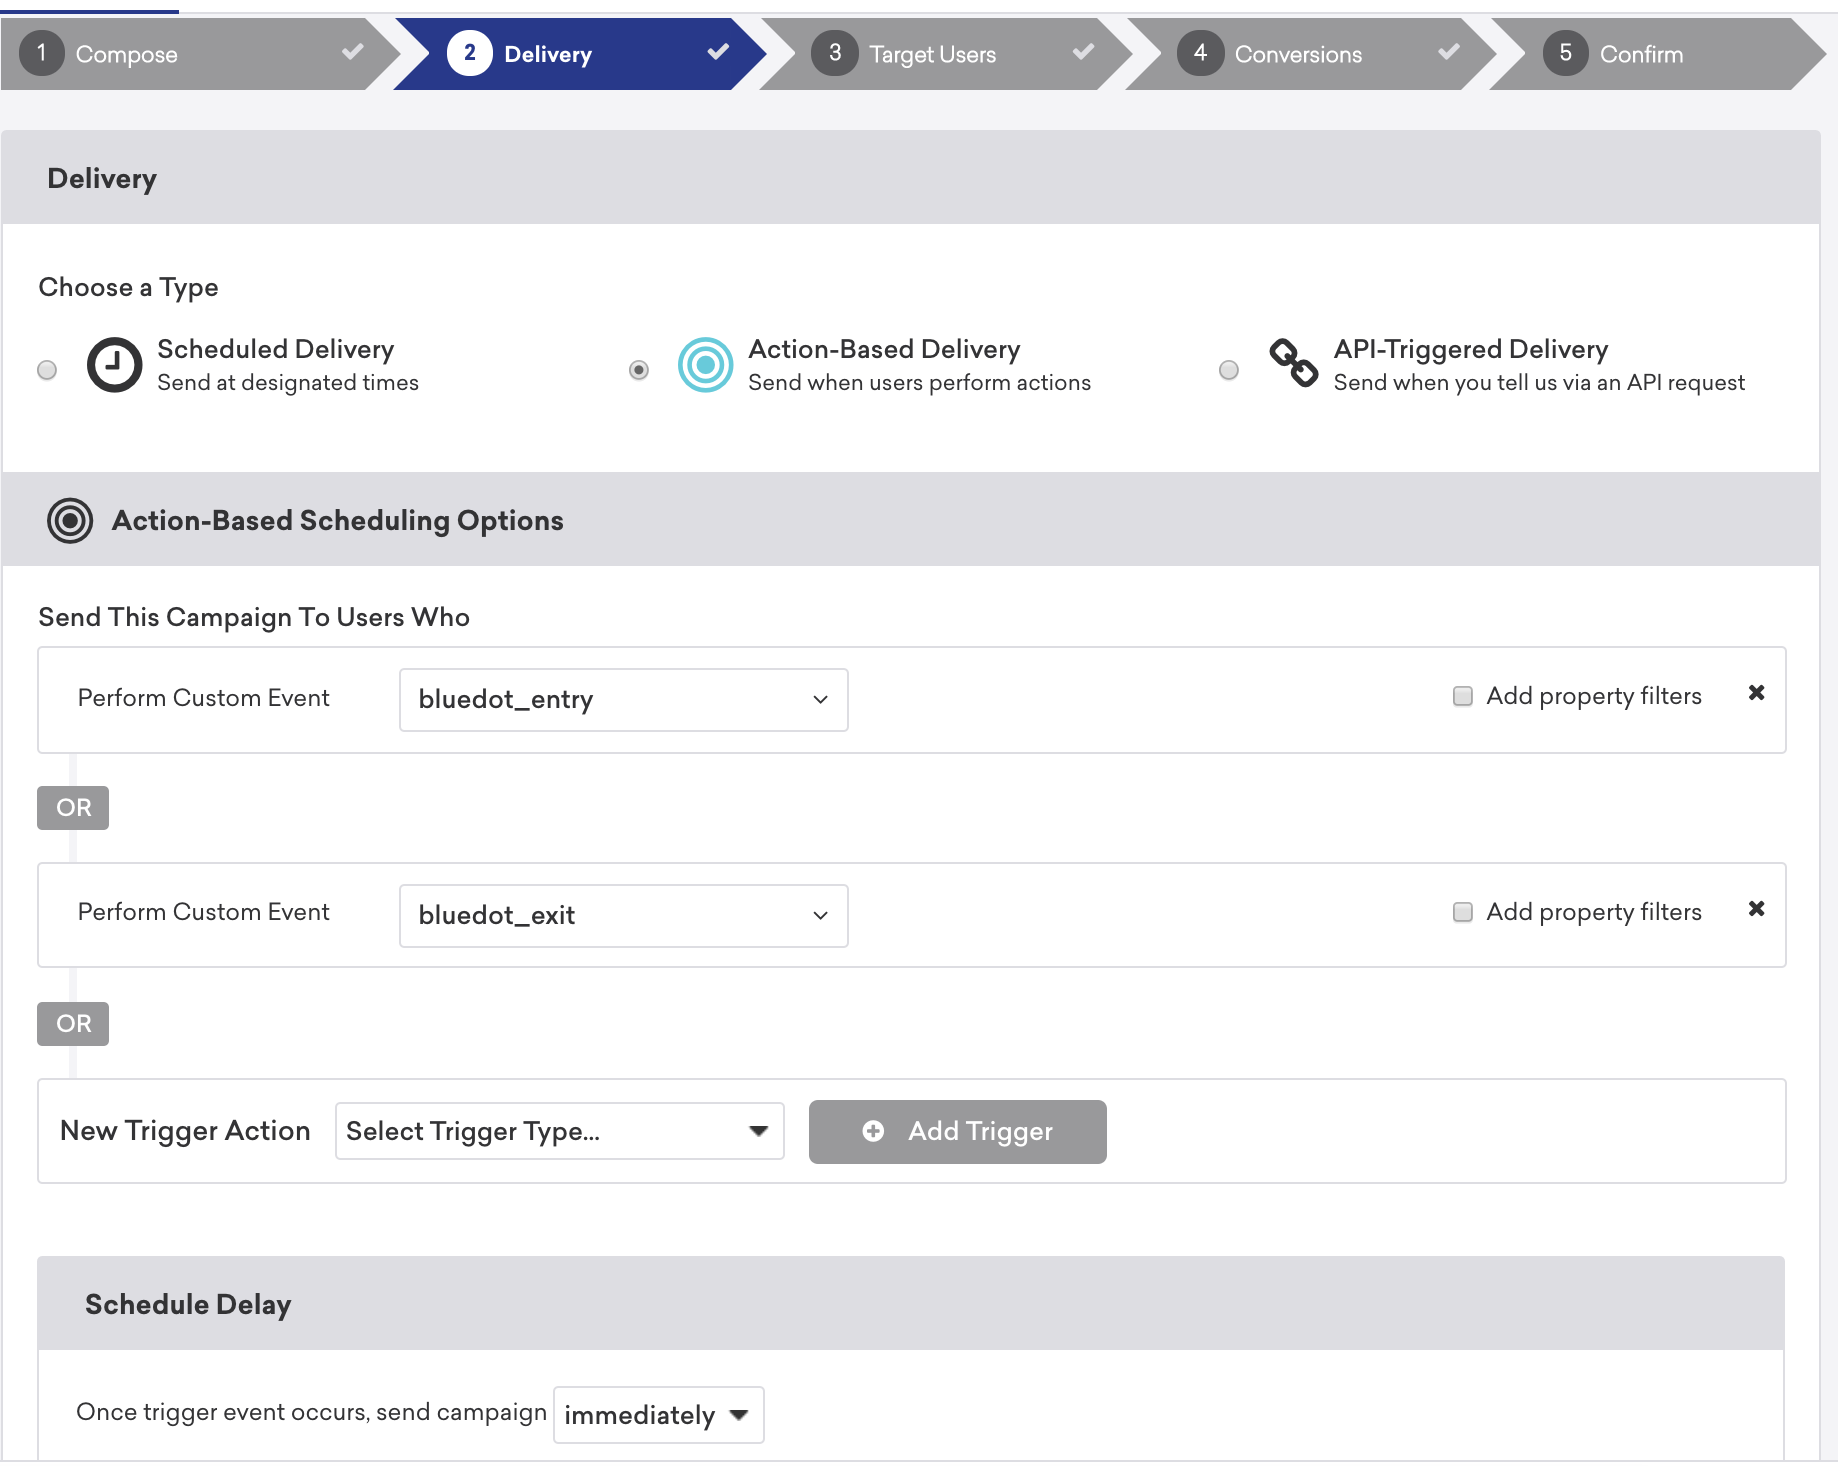 1 Compose 2 Delivery 3 Target Users 4 Conversions 5 Confirm
Delivery
Choose a Type
Scheduled Delivery
Send at designated times
Action-Based Delivery
Send when users perform actions
API-Triggered Delivery
Send when you tell us via an API request
Action-Based Scheduling Options
Send This Campaign To Users Who
Perform Custom Event bluedot_entry Add property filters
OR
Perform Custom Event bluedot_exit Add property filters
OR
New Trigger Action Select Trigger Type... Add Trigger
Schedule Delay
Once trigger event occurs, send campaign immediately